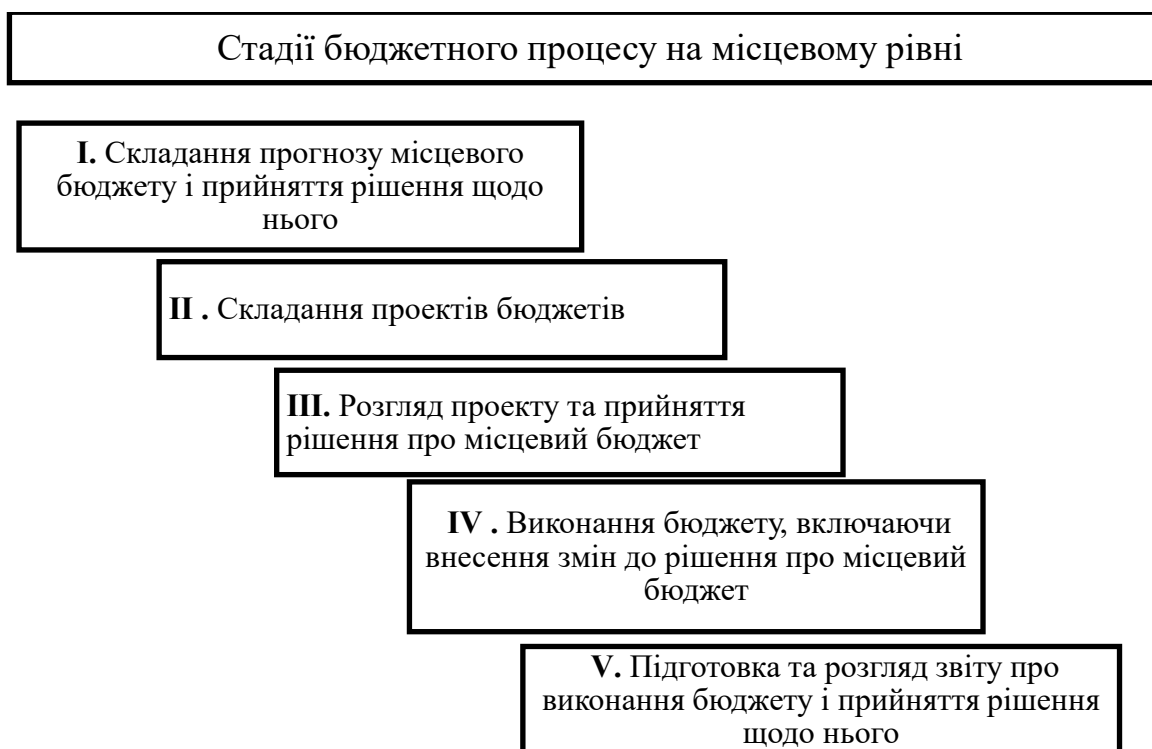 Стадії бюджетного процесу на місцевому рівні
I. Складання прогнозу місцевого
бюджету і прийняття рішення щодо
нього
II . Складання проектів бюджетів
III. Розгляд проекту та прийняття
рішення про місцевий бюджет
IV . Виконання бюджету, включаючи
внесення змін до рішення про місцевий
бюджет
V. Підготовка та розгляд звіту про
виконання бюджету і прийняття рішення
щодо нього